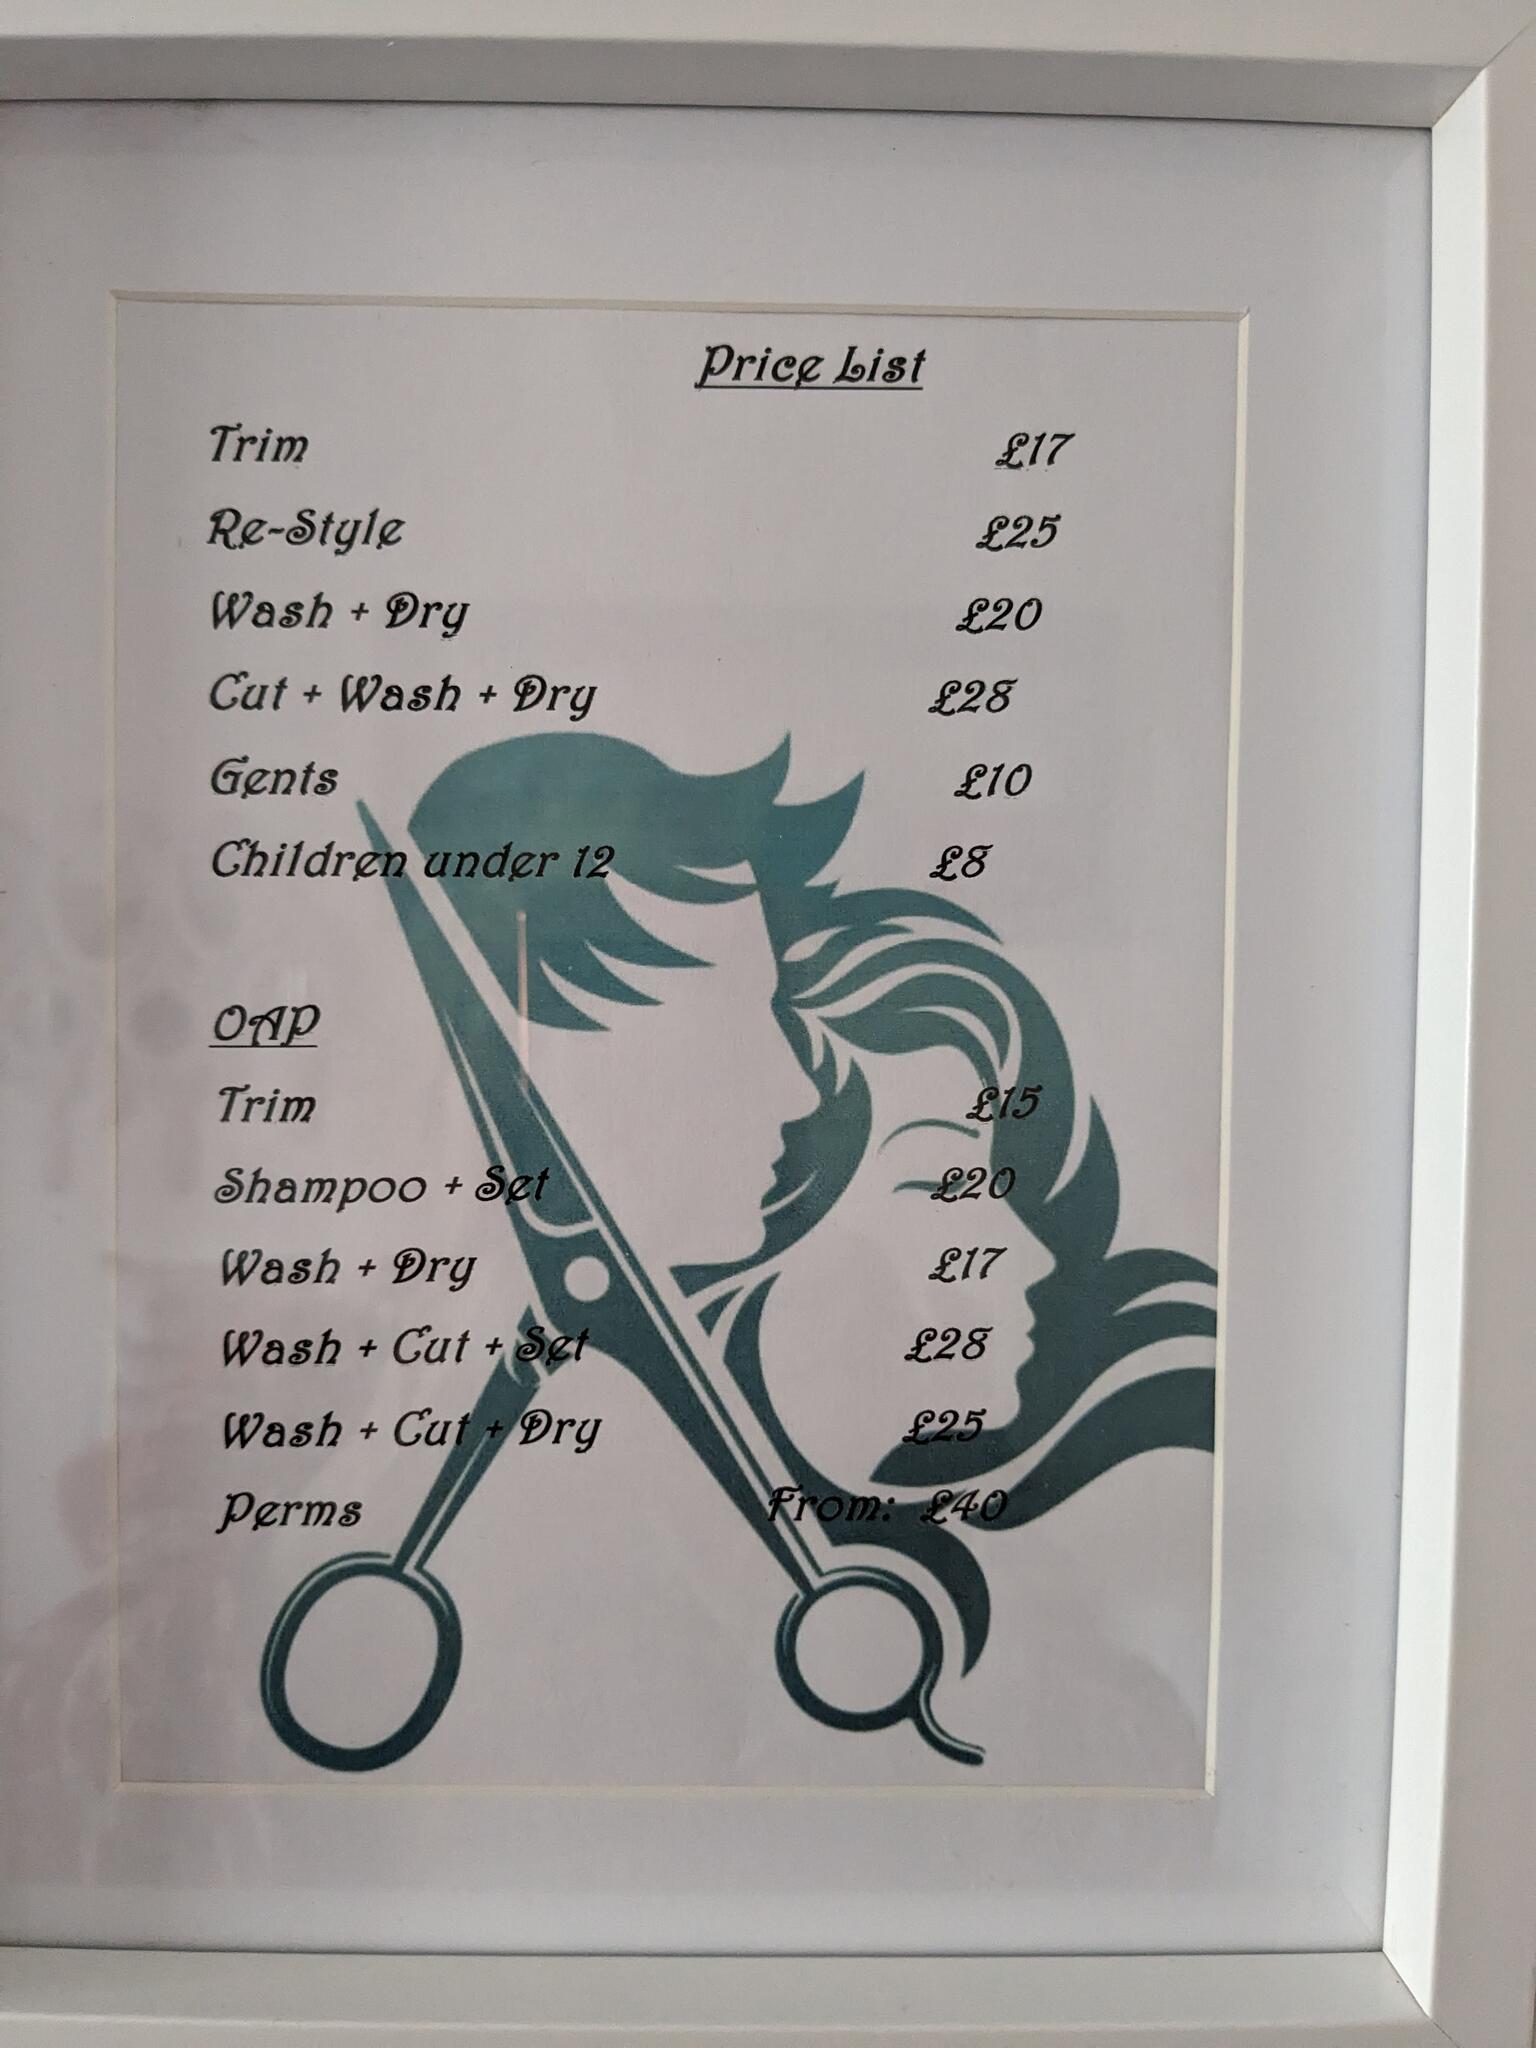 Price List
Trim £17
Re-Style £25
Wash + Dry £20
Cut + Wash + Dry £28
Gents £10
Children under 12 £8
OAP
Trim £15
Shampoo + Set £20
Wash + Dry £17
Wash + Cut + Set £28
Wash + Cut + Dry £25
Perms From: £40